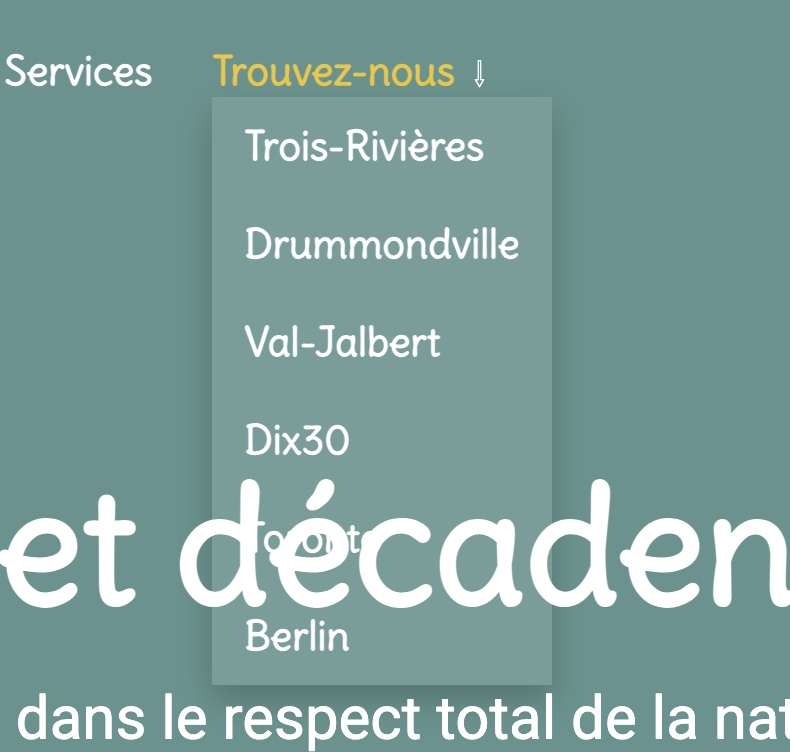 Services Trouvez-nous ⇩
Trois-Rivières
Drummondville
Val-Jalbert
Dix30
Toronto
et décaden
Berlin
dans le respect total de la nat